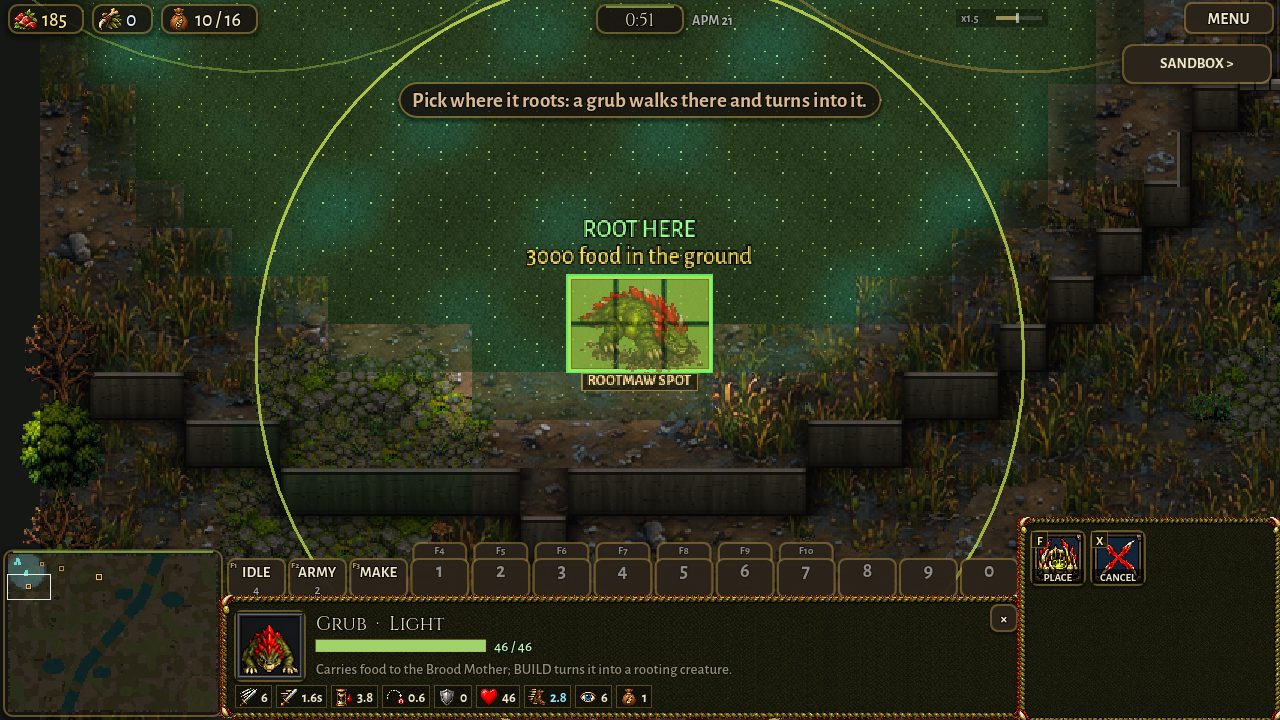 185
0
10 / 16
0:51
APM 21
x1.5
MENU
SANDBOX >
Pick where it roots: a grub walks there and turns into it.
ROOT HERE
3000 food in the ground
ROOTMAW SPOT
F4
F5
F6
F7
F8
F9
F10
F1
IDLE
4
F2
ARMY
2
F3
MAKE
1
2
3
4
5
6
7
8
9
0
GRUB · LIGHT
46 / 46
Carries food to the Brood Mother; BUILD turns it into a rooting creature.
6
1.6s
3.8
0.6
0
46
2.8
6
1
×
F
PLACE
X
CANCEL